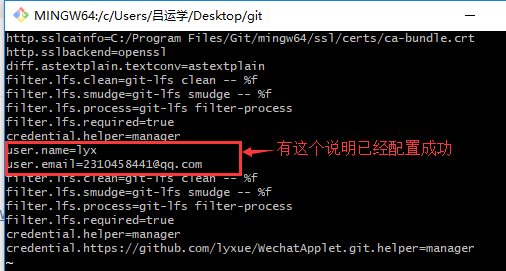 MINGW64:/c/Users/吕运学/Desktop/git
http.sslcainfo=C:/Program Files/Git/mingw64/ssl/certs/ca-bundle.crt
http.sslbackend=openssl
diff.astextplain.textconv=astextplain
filter.lfs.clean=git-lfs clean -- %f
filter.lfs.smudge=git-lfs smudge -- %f
filter.lfs.process=git-lfs filter-process
filter.lfs.required=true
credential.helper=manager
user.name=lyx
user.email=2310458441@qq.com
有这个说明已经配置成功
filter.lfs.clean=git-lfs clean -- %f
filter.lfs.smudge=git-lfs smudge -- %f
filter.lfs.process=git-lfs filter-process
filter.lfs.required=true
credential.helper=manager
credential.https://github.com/lyxue/WechatApplet.git.helper=manager
~